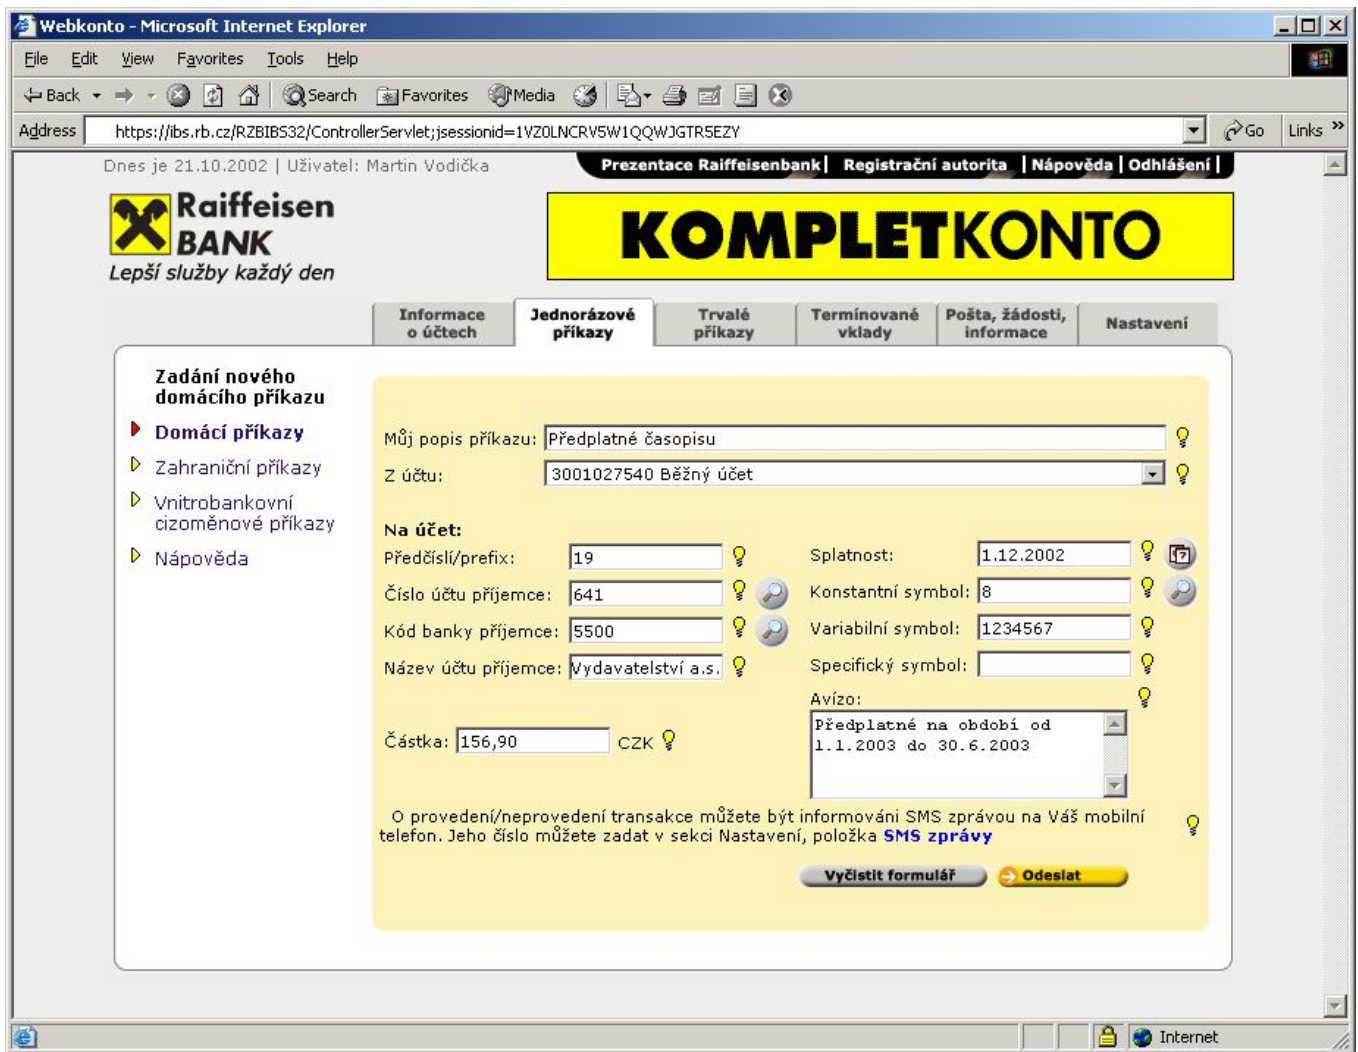 Webkonto - Microsoft Internet Explorer
File Edit View Favorites Tools Help
Back Search Favorites Media
Address https://ibs.rb.cz/RZBIBS32/ControllerServlet;jsessionid=1VZ0LNCRV5W1QQWJGTR5EZY Go Links »
Dnes je 21.10.2002 | Uživatel: Martin Vodička
Prezentace Raiffeisenbank | Registrační autorita | Nápověda | Odhlášení |
Raiffeisen
BANK
Lepší služby každý den
KOMPLETKONTO
Informace o účtech
Jednorázové příkazy
Trvalé příkazy
Termínované vklady
Pošta, žádosti, informace
Nastavení
Zadání nového
domácího příkazu
Domácí příkazy
Zahraniční příkazy
Vnitrobankovní
cizoměnové příkazy
Nápověda
Můj popis příkazu: Předplatné časopisu
Z účtu: 3001027540 Běžný účet
Na účet:
Předčíslí/prefix: 19
Číslo účtu příjemce: 641
Kód banky příjemce: 5500
Název účtu příjemce: Vydavatelství a.s.
Částka: 156,90 CZK
Splatnost: 1.12.2002
Konstantní symbol: 8
Variabilní symbol: 1234567
Specifický symbol:
Avízo:
Předplatné na období od
1.1.2003 do 30.6.2003
O provedení/neprovedení transakce můžete být informováni SMS zprávou na Váš mobilní
telefon. Jeho číslo můžete zadat v sekci Nastavení, položka SMS zprávy
Vyčistit formulář Odeslat
Internet